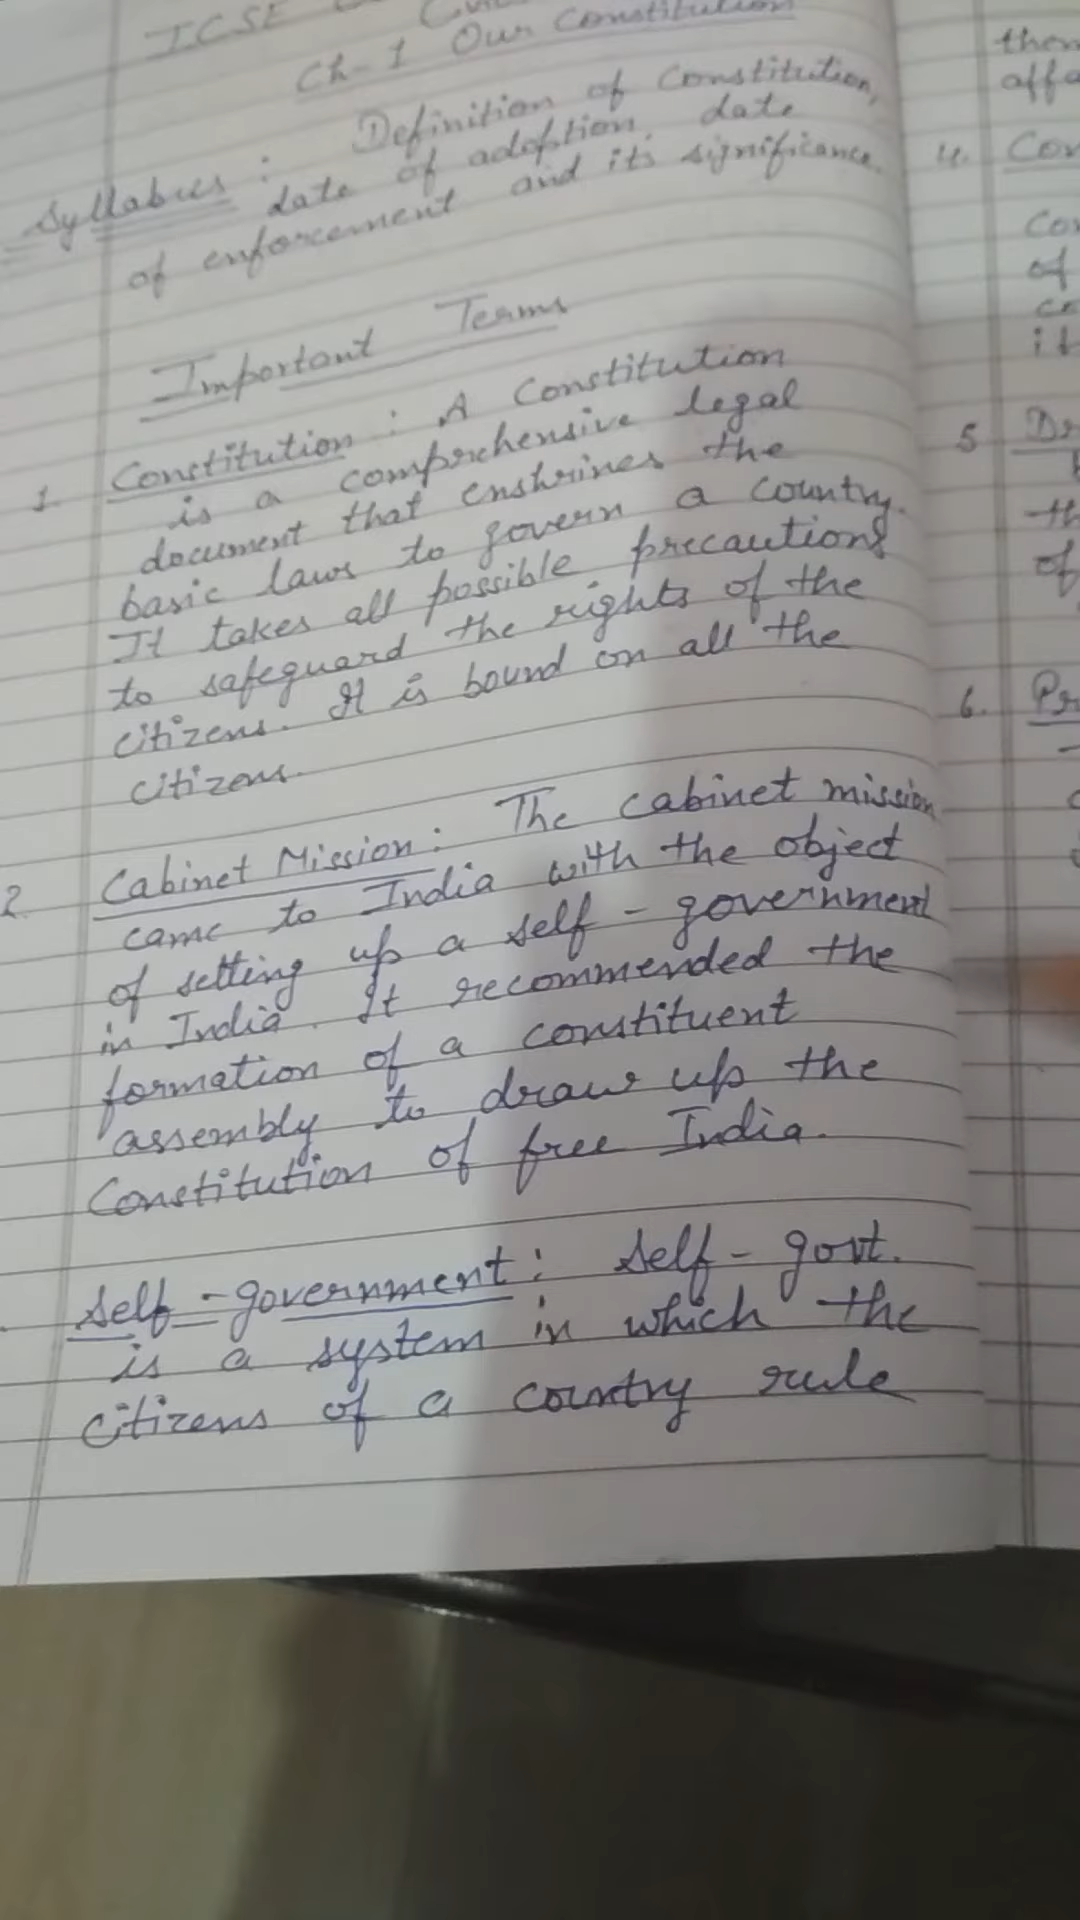 ICSE
Ch-1 Our Constitution
Syllabus : Definition of Constitution,
date of adoption, date
of enforcement and its significance.
Important Terms
1. Constitution : A Constitution
is a comprehensive legal
document that enshrines the
basic laws to govern a country.
It takes all possible precautions
to safeguard the rights of the
citizens. It is bound on all the
citizens.
2. Cabinet Mission : The cabinet mission
came to India with the object
of setting up a self-government
in India. It recommended the
formation of a constituent
assembly to draw up the
Constitution of free India.
Self-government : Self-govt.
is a system in which the
citizens of a country rule
4.
of
5
of
6.